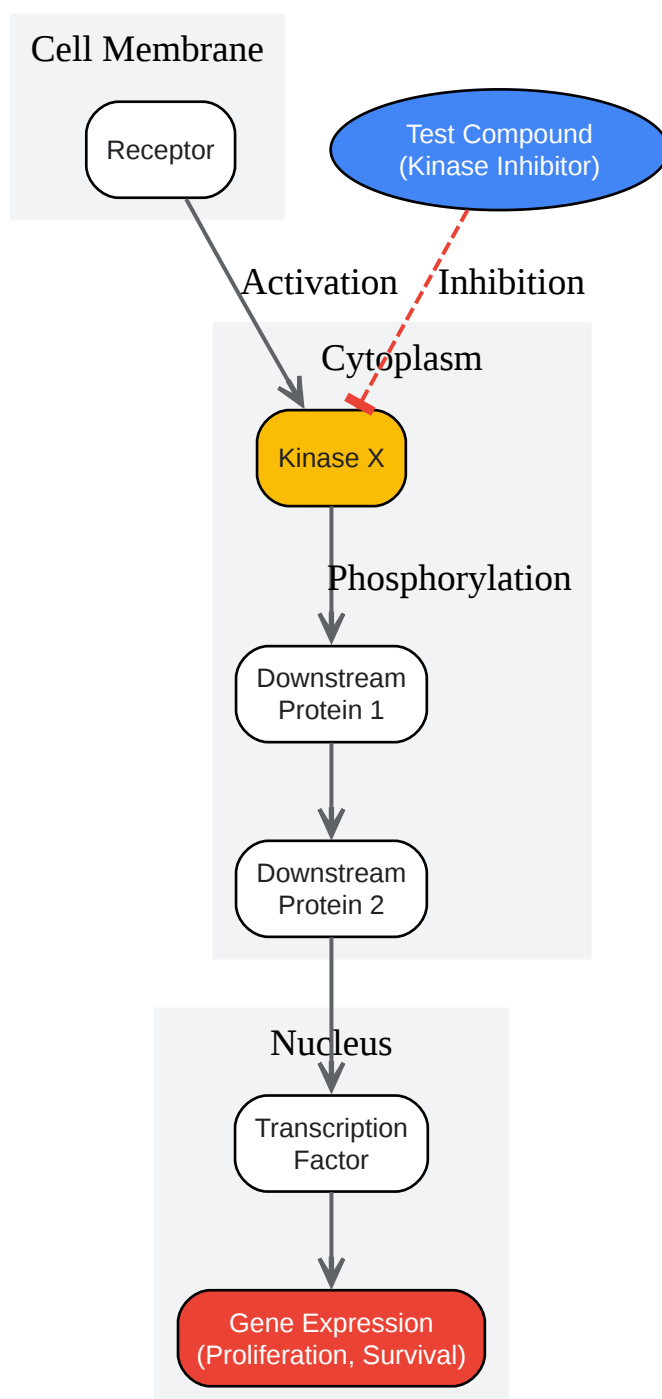 Cell Membrane
Receptor
Test Compound
(Kinase Inhibitor)
Activation
Inhibition
Cytoplasm
Kinase X
Phosphorylation
Downstream
Protein 1
Downstream
Protein 2
Nucleus
Transcription
Factor
Gene Expression
(Proliferation, Survival)